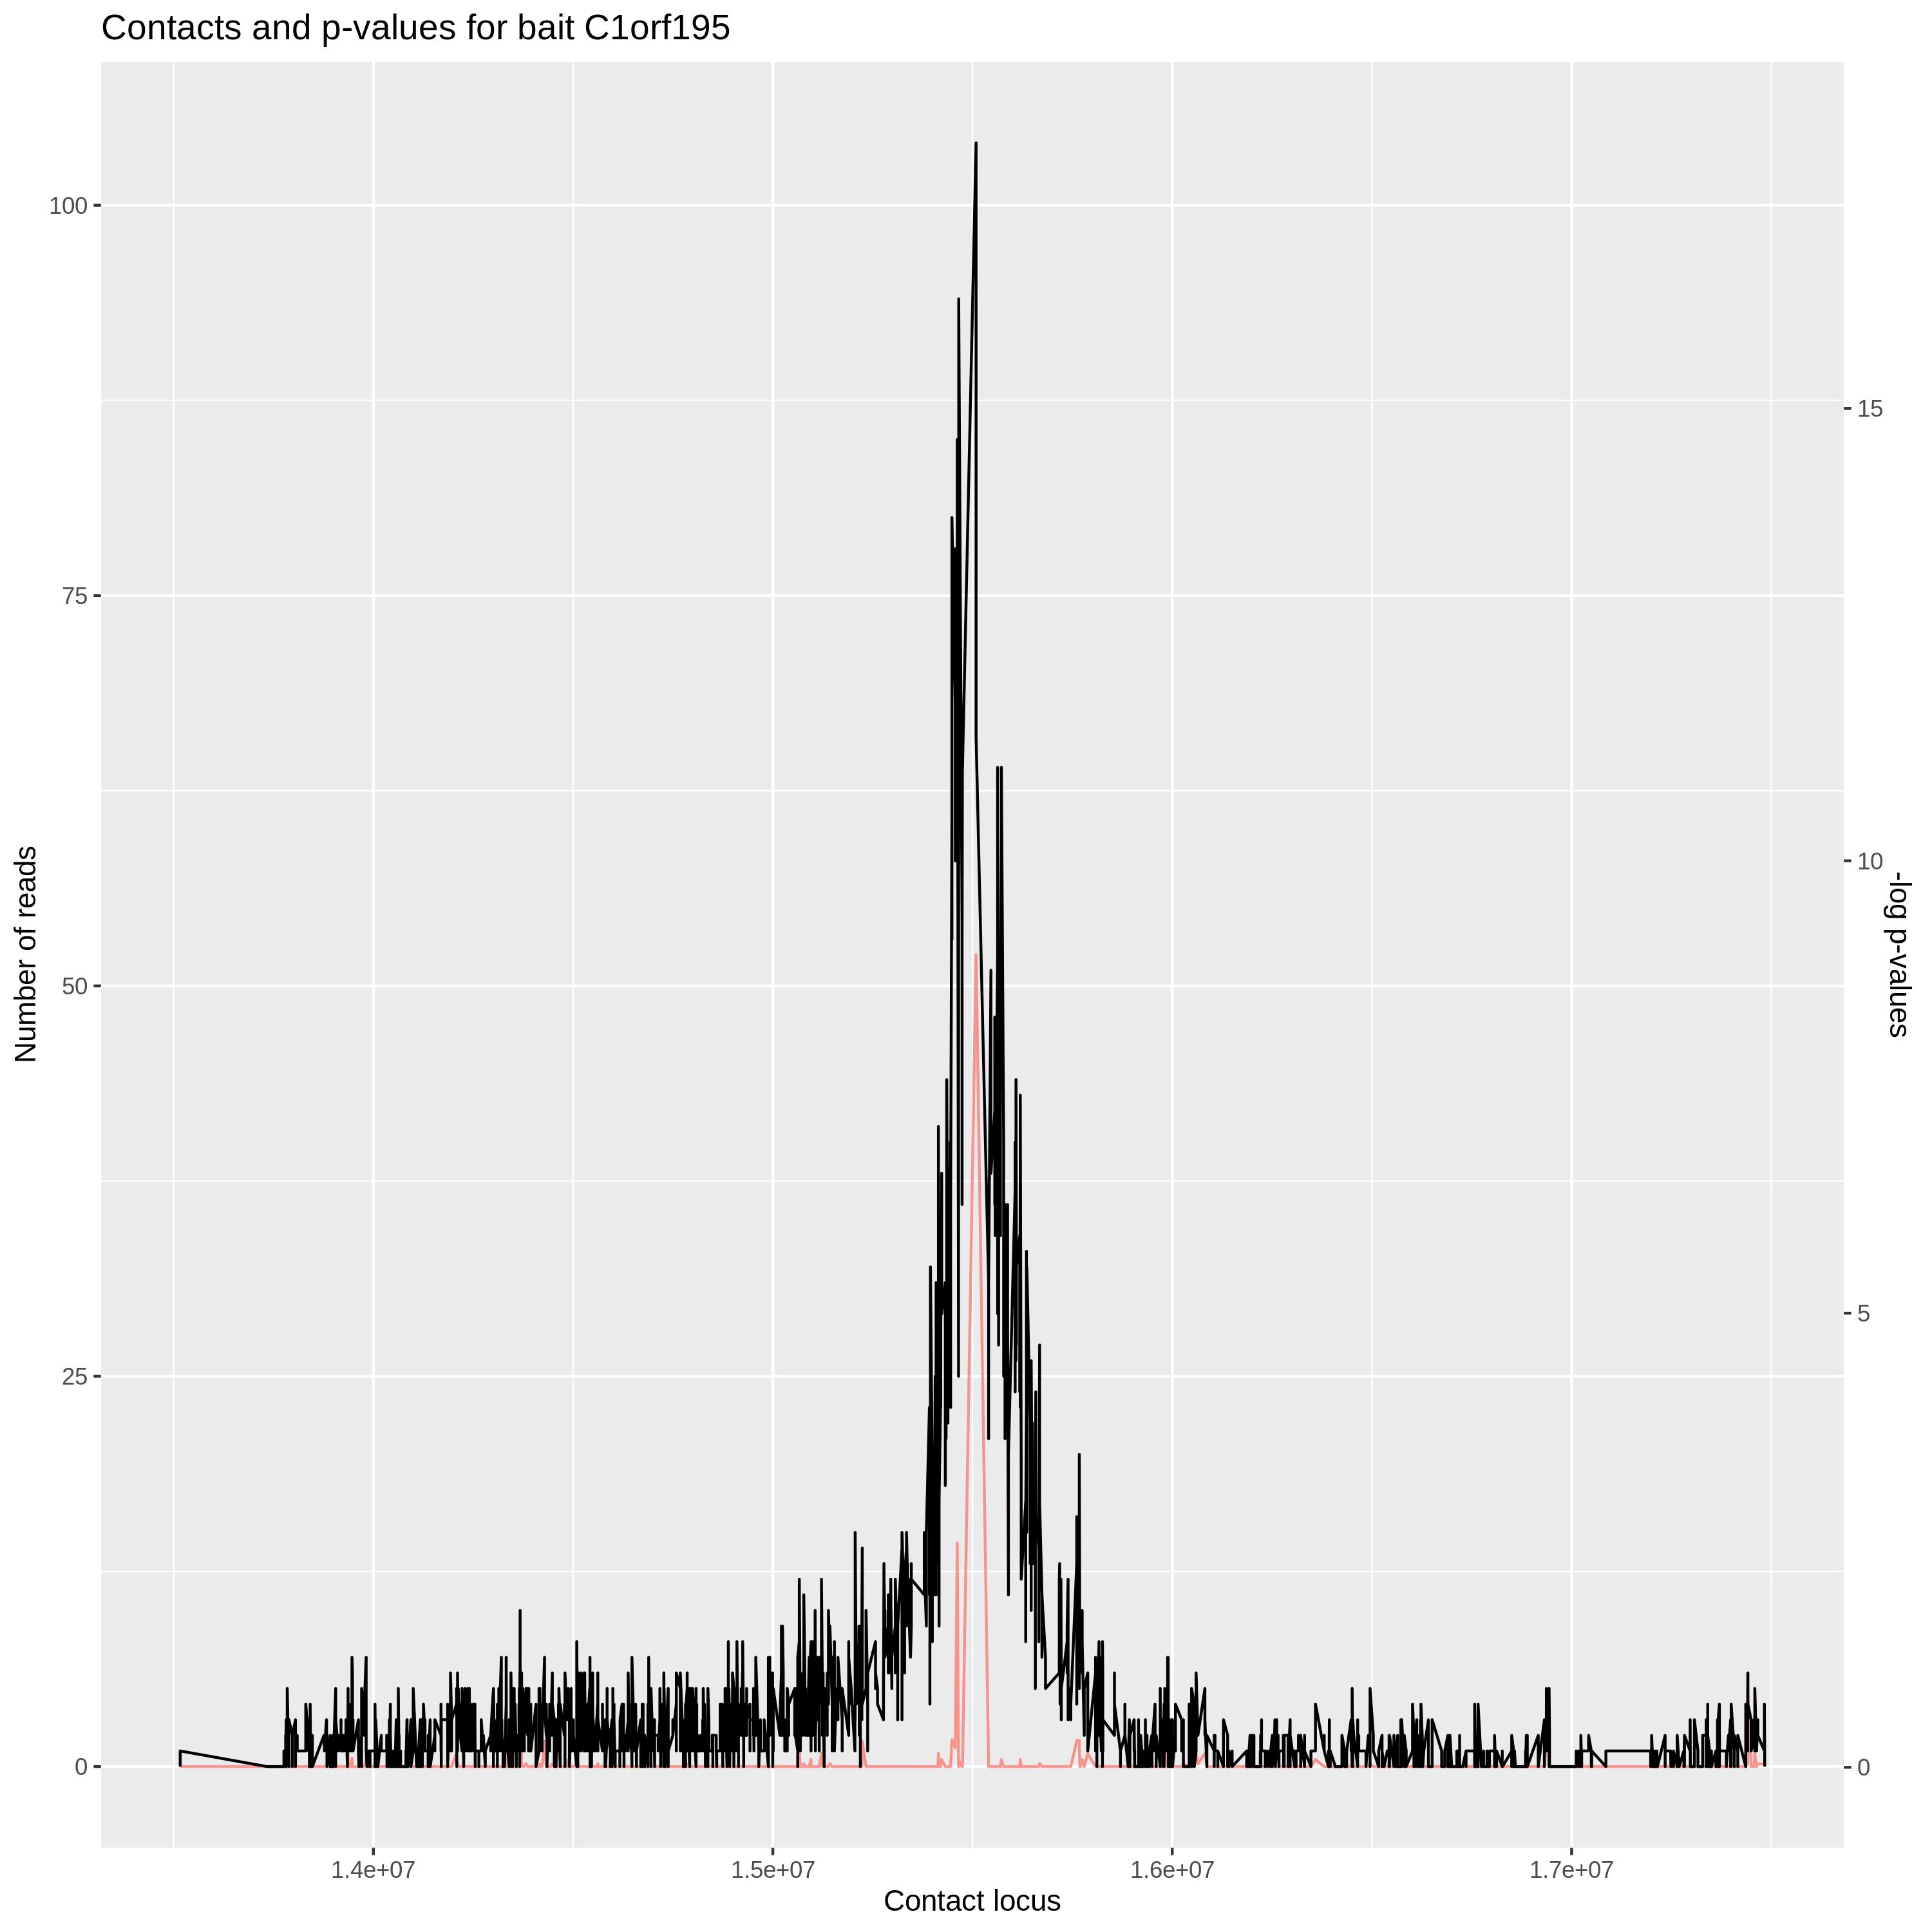 Contacts and p-values for bait C1orf195
100
75
50
25
0
Number of reads
15
10
5
0
-log p-values
1.4e+07 1.5e+07 1.6e+07 1.7e+07
Contact locus